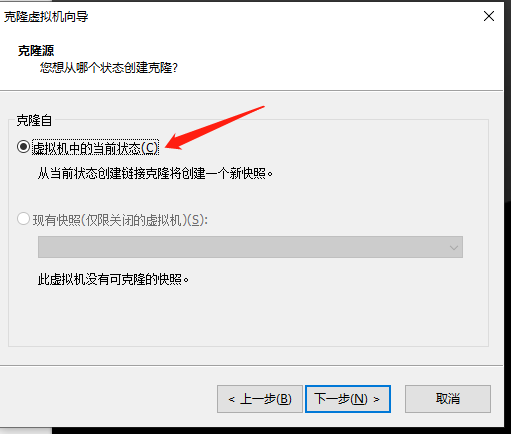 克隆虚拟机向导
克隆源
您想从哪个状态创建克隆?
克隆自
虚拟机中的当前状态(C)
从当前状态创建链接克隆将创建一个新快照。
现有快照(仅限关闭的虚拟机)(S):
此虚拟机没有可克隆的快照。
< 上一步(B) 下一步(N) > 取消